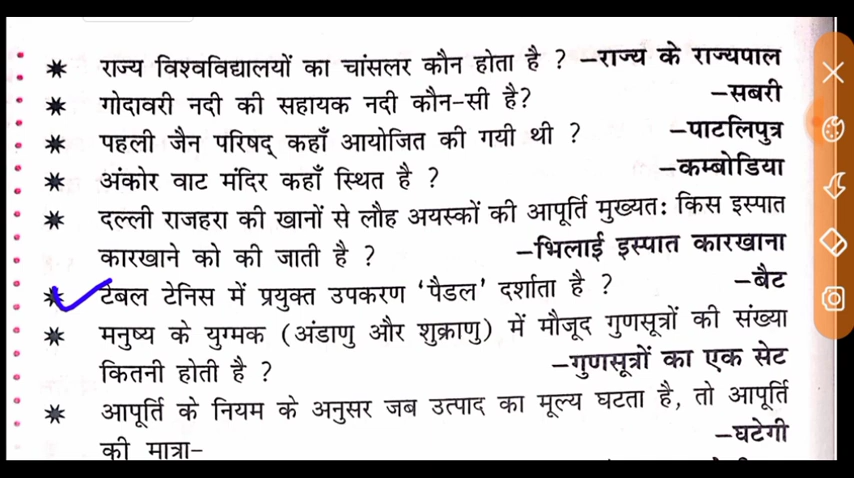 राज्य विश्वविद्यालयों का चांसलर कौन होता है ? –राज्य के राज्यपाल
गोदावरी नदी की सहायक नदी कौन-सी है? –सबरी
पहली जैन परिषद् कहाँ आयोजित की गयी थी ? –पाटलिपुत्र
अंकोर वाट मंदिर कहाँ स्थित है ? –कम्बोडिया
दल्ली राजहरा की खानों से लौह अयस्कों की आपूर्ति मुख्यतः किस इस्पात
कारखाने को की जाती है ? –भिलाई इस्पात कारखाना
टेबल टेनिस में प्रयुक्त उपकरण ‘पैडल’ दर्शाता है ? –बैट
मनुष्य के युग्मक (अंडाणु और शुक्राणु) में मौजूद गुणसूत्रों की संख्या
कितनी होती है ? –गुणसूत्रों का एक सेट
आपूर्ति के नियम के अनुसर जब उत्पाद का मूल्य घटता है, तो आपूर्ति
की मात्रा– –घटेगी